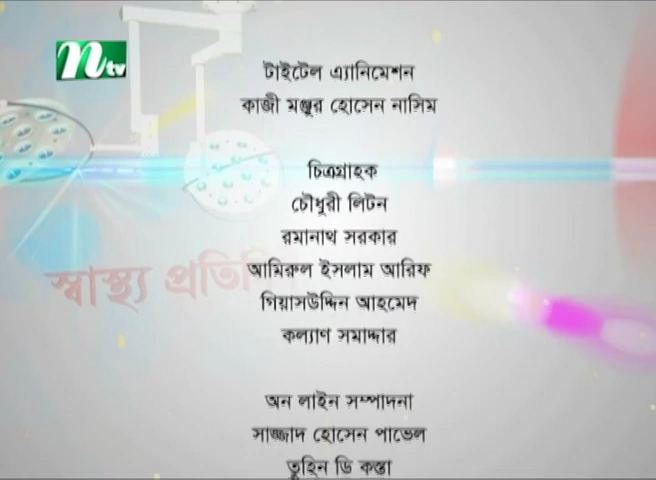 ntv
টাইটেল এ্যানিমেশন
কাজী মঞ্জুর হোসেন নাসিম
চিত্রগ্রাহক
চৌধুরী লিটন
রমানাথ সরকার
আমিরুল ইসলাম আরিফ
গিয়াসউদ্দিন আহমেদ
কল্যাণ সমাদ্দার
স্বাস্থ্য
অন লাইন সম্পাদনা
সাজ্জাদ হোসেন পাভেল
তুহিন ডি কস্তা